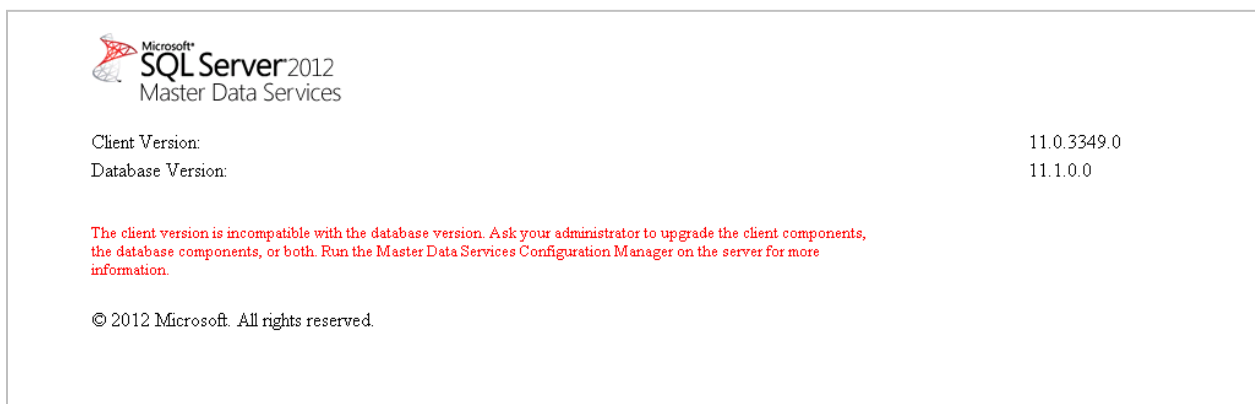 Microsoft®
SQL Server 2012
Master Data Services
Client Version: 11.0.3349.0
Database Version: 11.1.0.0
The client version is incompatible with the database version. Ask your administrator to upgrade the client components,
the database components, or both. Run the Master Data Services Configuration Manager on the server for more
information.
© 2012 Microsoft. All rights reserved.